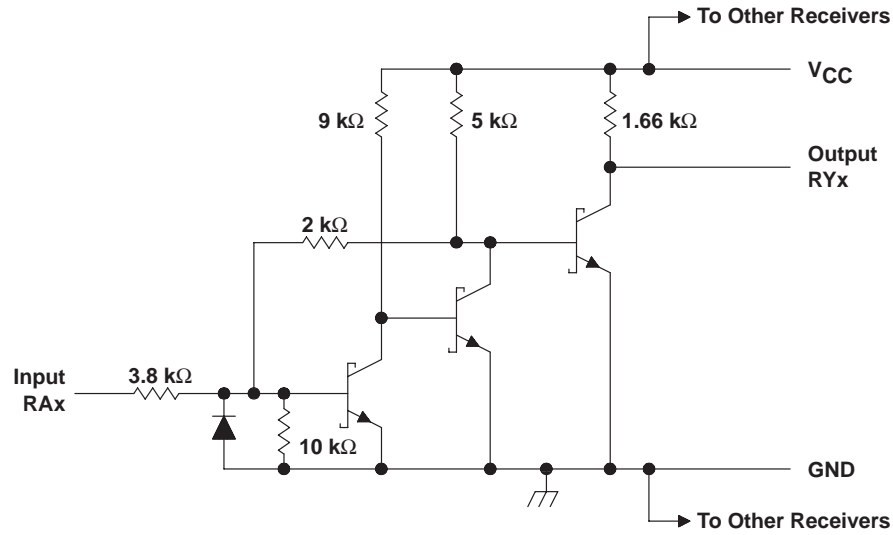 To Other Receivers
VCC
9 kΩ
5 kΩ
1.66 kΩ
Output
RYx
2 kΩ
Input
RAx
3.8 kΩ
10 kΩ
GND
To Other Receivers